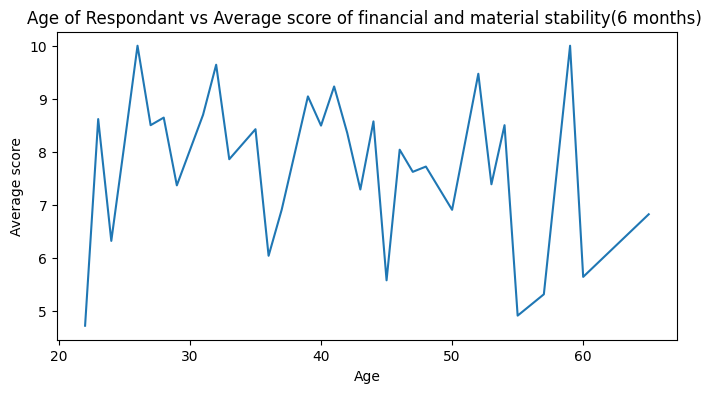 Age of Respondant vs Average score of financial and material stability(6 months)
10
9
8
7
6
5
Average score
20 30 40 50 60
Age